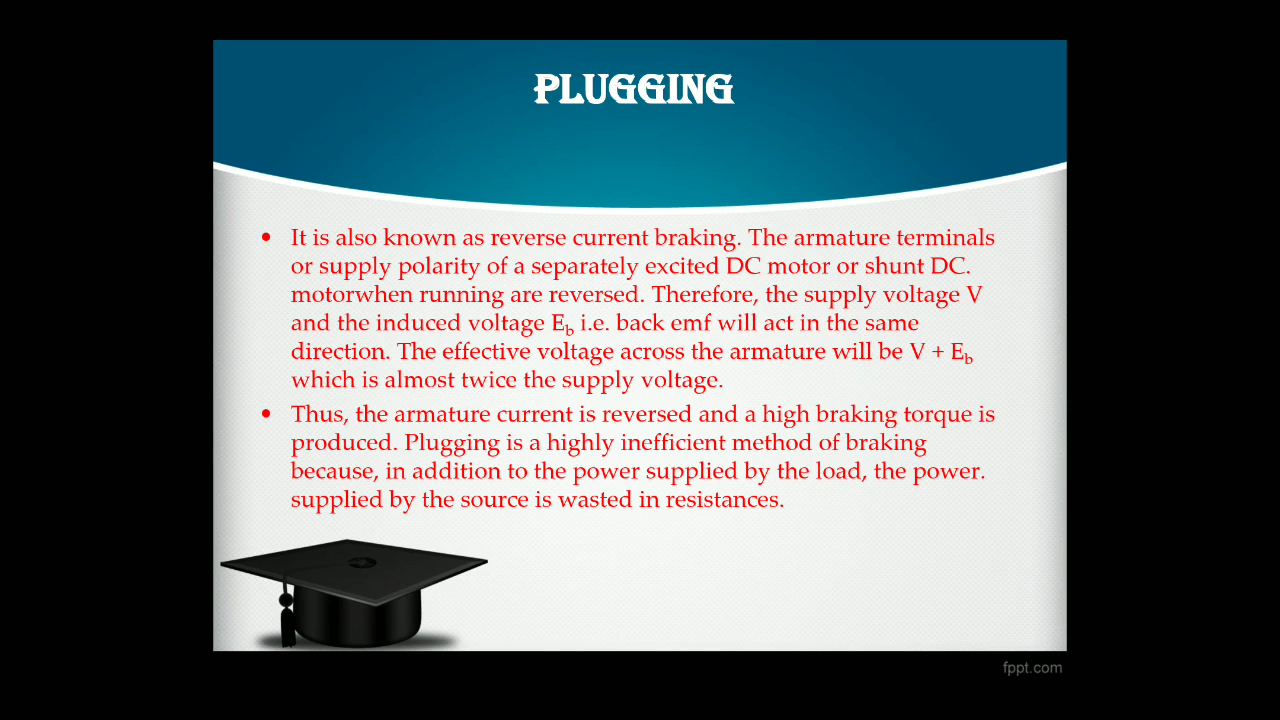 PLUGGING
• It is also known as reverse current braking. The armature terminals
or supply polarity of a separately excited DC motor or shunt DC.
motorwhen running are reversed. Therefore, the supply voltage V
and the induced voltage E_b i.e. back emf will act in the same
direction. The effective voltage across the armature will be V + E_b
which is almost twice the supply voltage.
• Thus, the armature current is reversed and a high braking torque is
produced. Plugging is a highly inefficient method of braking
because, in addition to the power supplied by the load, the power.
supplied by the source is wasted in resistances.
fppt.com